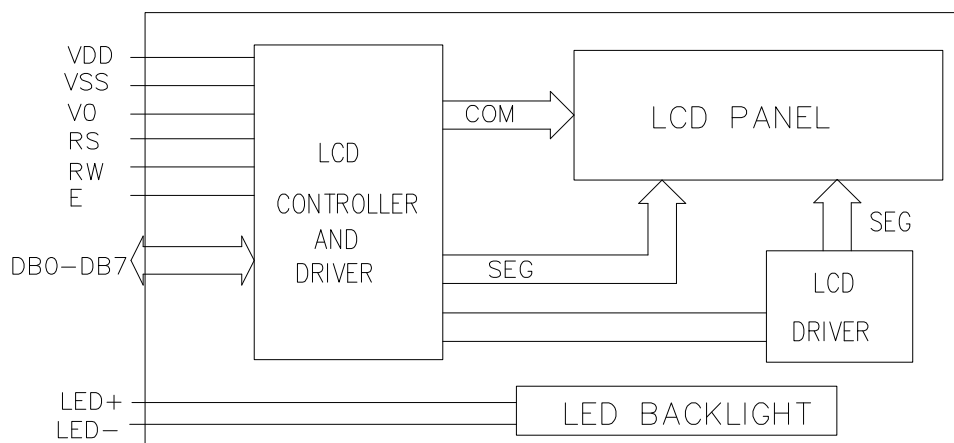 VDD
VSS
V0
RS
RW
E
DB0-DB7
LED+
LED-
LCD
CONTROLLER
AND
DRIVER
COM
SEG
LCD PANEL
SEG
LCD
DRIVER
LED BACKLIGHT